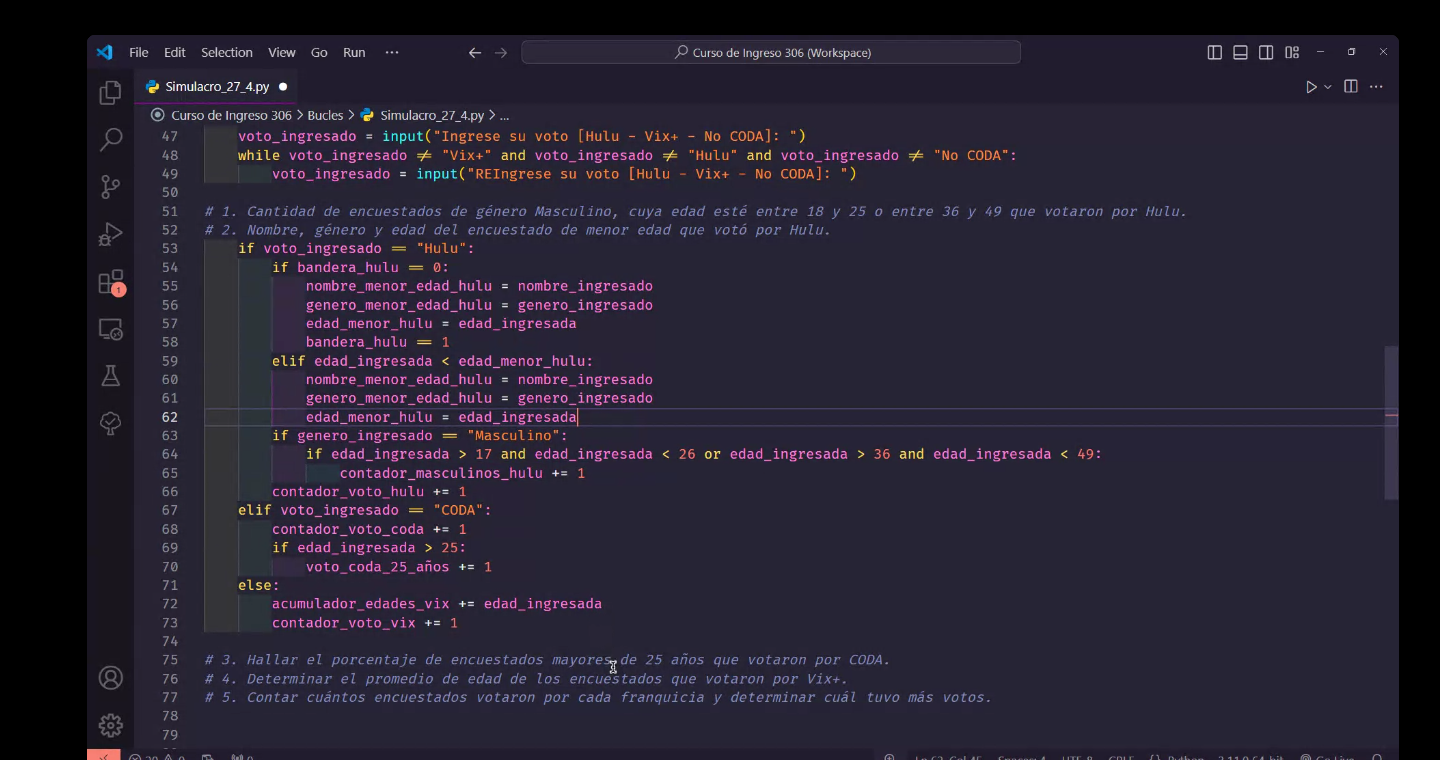 File Edit Selection View Go Run ··· Curso de Ingreso 306 (Workspace)
Simulacro_27_4.py
Curso de Ingreso 306 > Bucles > Simulacro_27_4.py > ...
47 voto_ingresado = input("Ingrese su voto [Hulu - Vix+ - No CODA]: ")
48 while voto_ingresado ≠ "Vix+" and voto_ingresado ≠ "Hulu" and voto_ingresado ≠ "No CODA":
49 voto_ingresado = input("REIngrese su voto [Hulu - Vix+ - No CODA]: ")
50
51 # 1. Cantidad de encuestados de género Masculino, cuya edad esté entre 18 y 25 o entre 36 y 49 que votaron por Hulu.
52 # 2. Nombre, género y edad del encuestado de menor edad que votó por Hulu.
53 if voto_ingresado == "Hulu":
54 if bandera_hulu == 0:
55 nombre_menor_edad_hulu = nombre_ingresado
56 genero_menor_edad_hulu = genero_ingresado
57 edad_menor_hulu = edad_ingresada
58 bandera_hulu == 1
59 elif edad_ingresada < edad_menor_hulu:
60 nombre_menor_edad_hulu = nombre_ingresado
61 genero_menor_edad_hulu = genero_ingresado
62 edad_menor_hulu = edad_ingresada
63 if genero_ingresado == "Masculino":
64 if edad_ingresada > 17 and edad_ingresada < 26 or edad_ingresada > 36 and edad_ingresada < 49:
65 contador_masculinos_hulu += 1
66 contador_voto_hulu += 1
67 elif voto_ingresado == "CODA":
68 contador_voto_coda += 1
69 if edad_ingresada > 25:
70 voto_coda_25_años += 1
71 else:
72 acumulador_edades_vix += edad_ingresada
73 contador_voto_vix += 1
74
75 # 3. Hallar el porcentaje de encuestados mayores de 25 años que votaron por CODA.
76 # 4. Determinar el promedio de edad de los encuestados que votaron por Vix+.
77 # 5. Contar cuántos encuestados votaron por cada franquicia y determinar cuál tuvo más votos.
78
79
1